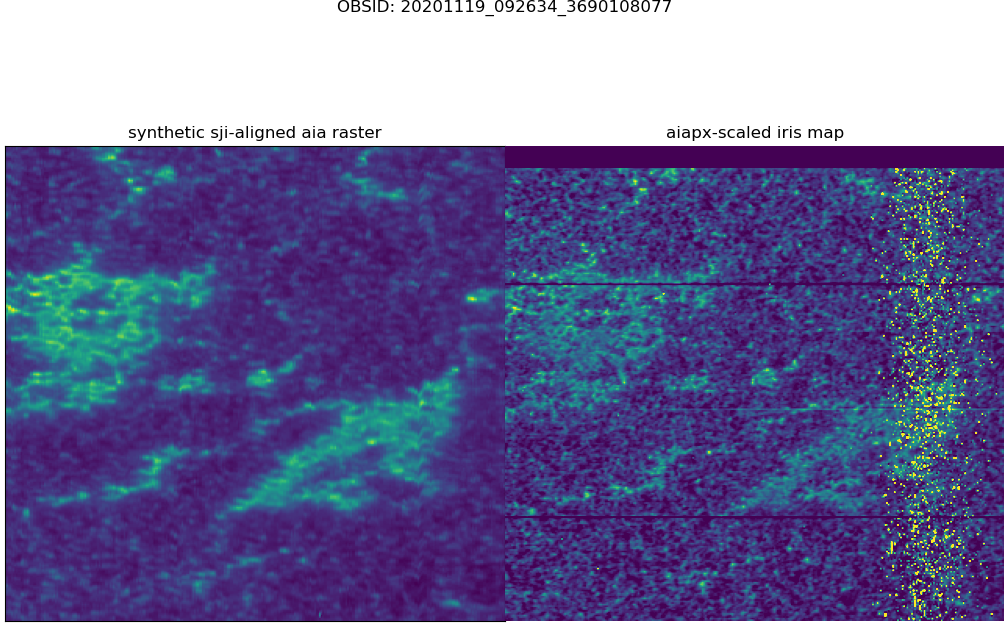 OBSID: 20201119_092634_3690108077
synthetic sji-aligned aia raster
aiapx-scaled iris map